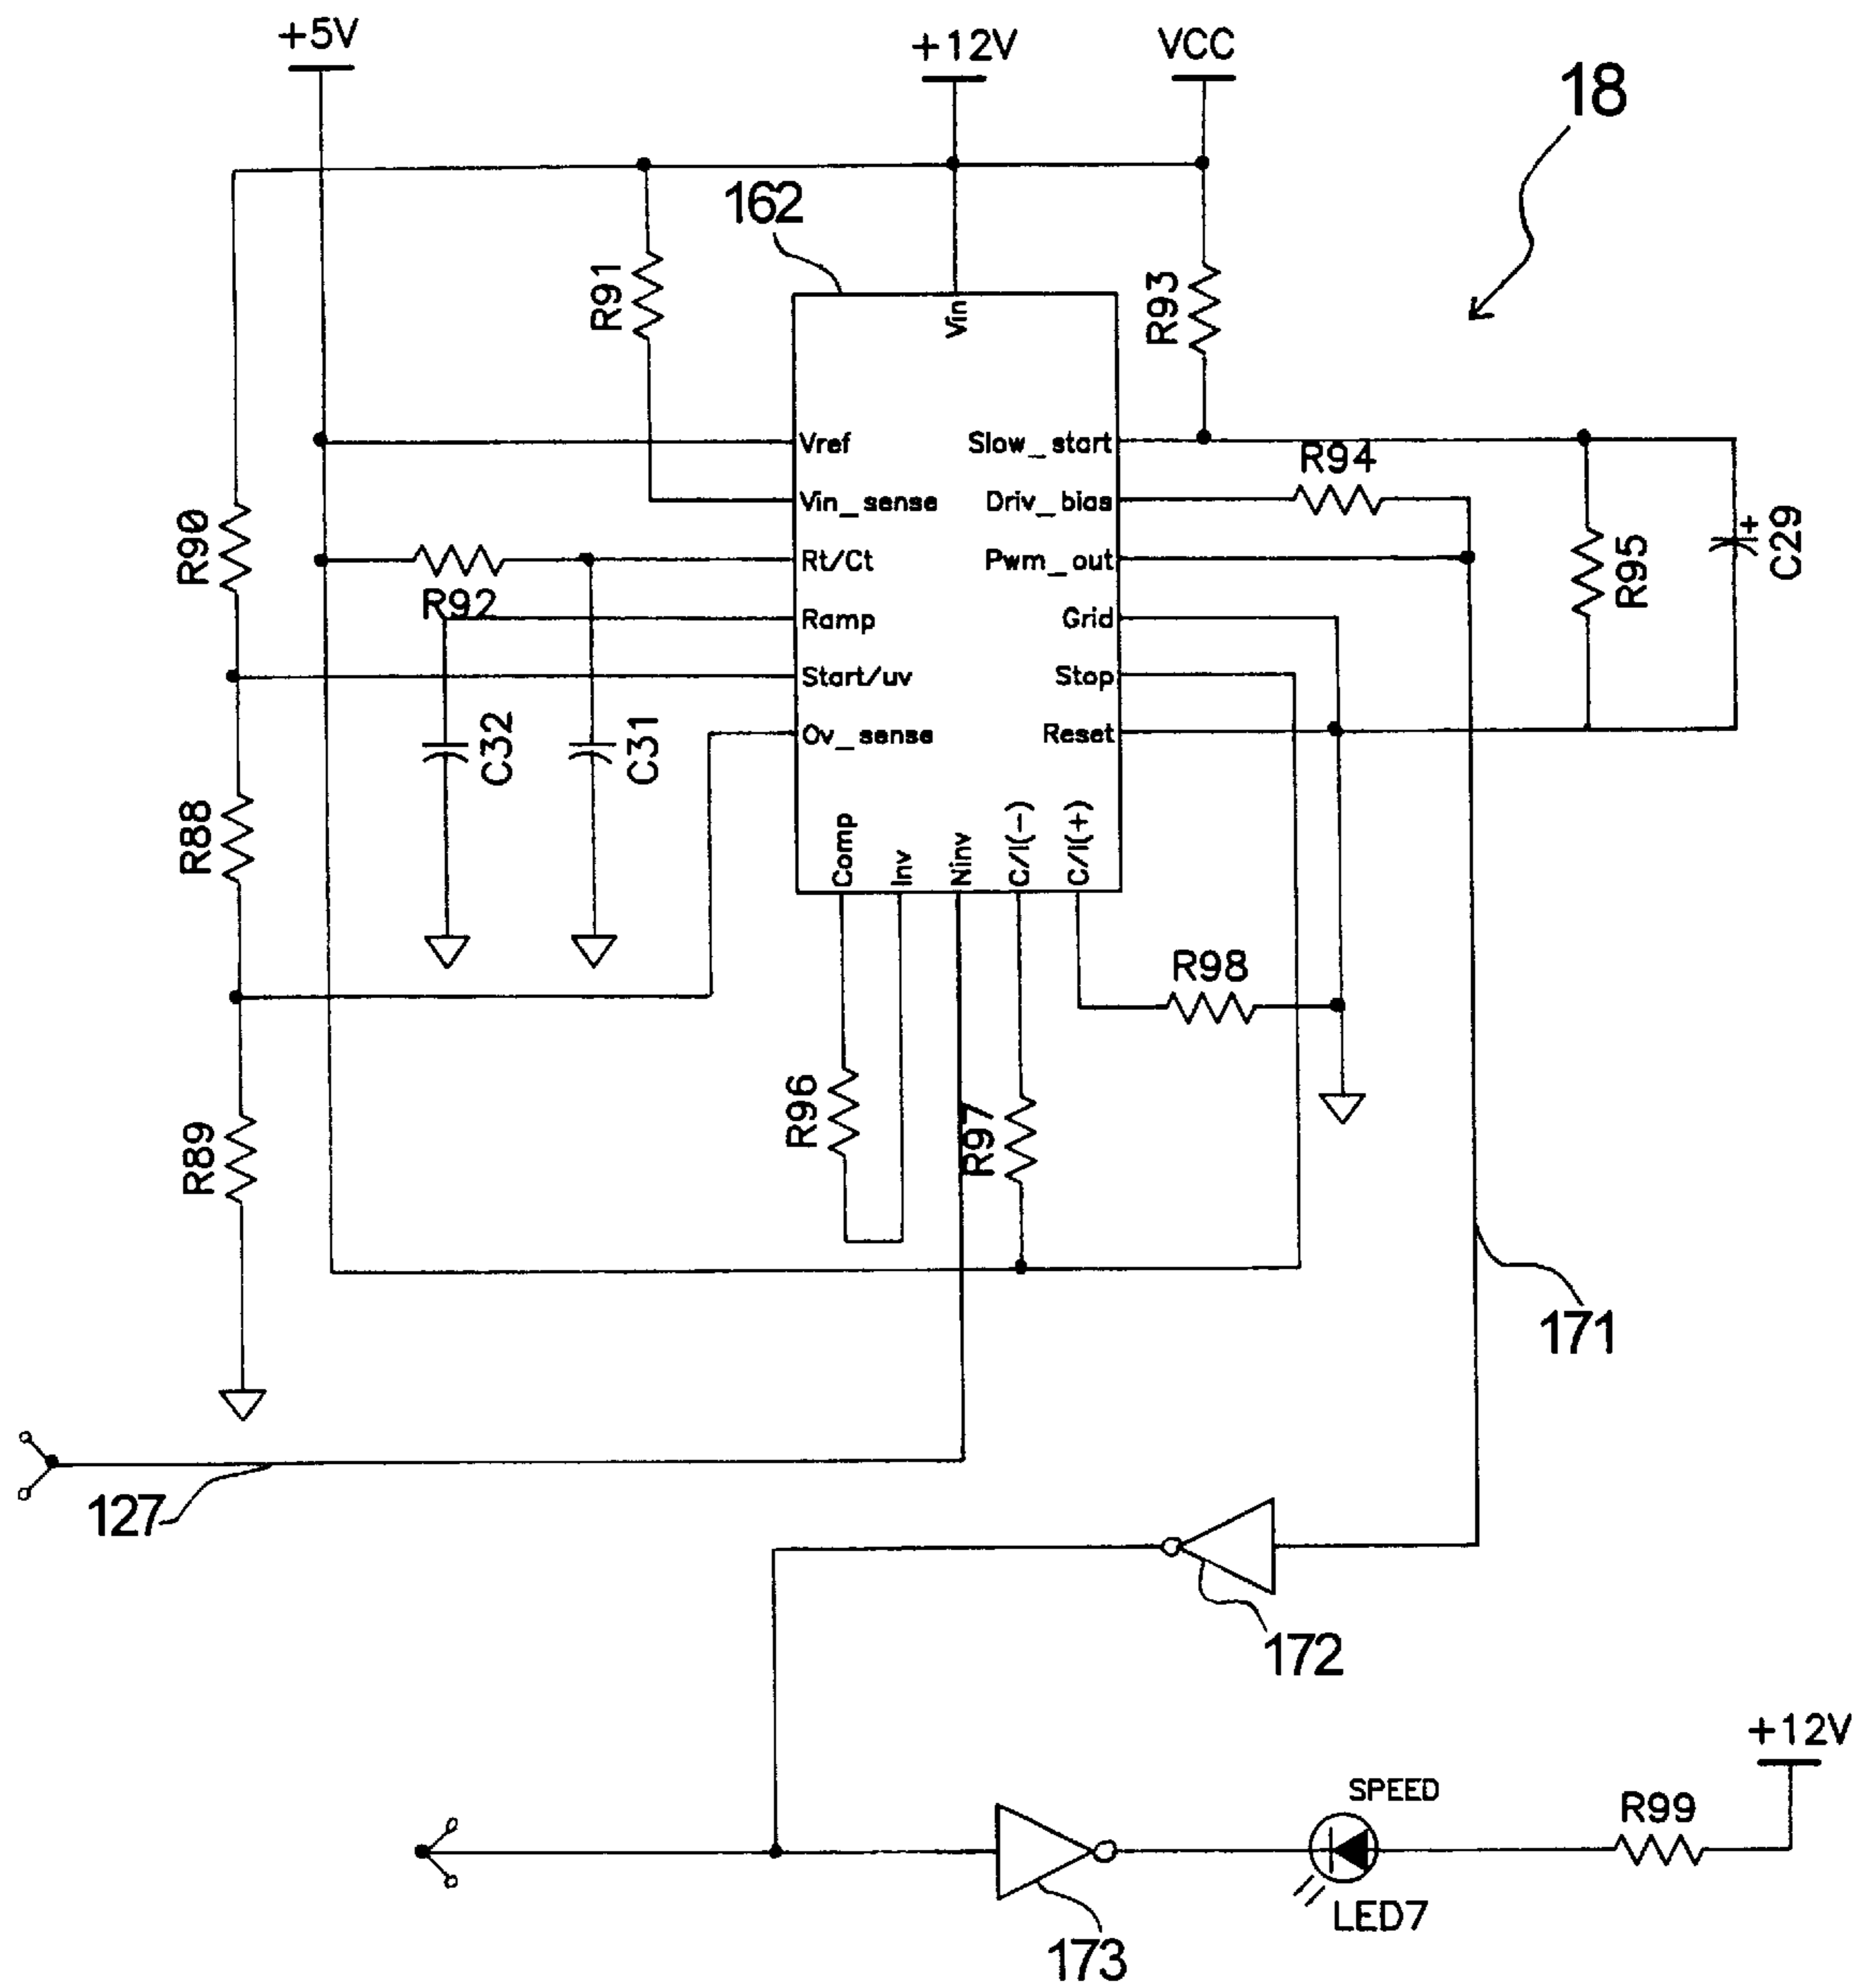 +5V
+12V
VCC
18
162
R91
R93
Vin
Vref
Slow_start
R94
Vin_sense
Driv_bias
R90
Rt/Ct
Pwm_out
R95
+
C29
R92
Ramp
Grid
Start/uv
Stop
C32
C31
Ov_sense
Reset
R88
Comp
Inv
Ninv
C/I(-)
C/I(+)
R98
R96
R97
R89
171
127
172
+12V
SPEED
R99
LED7
173